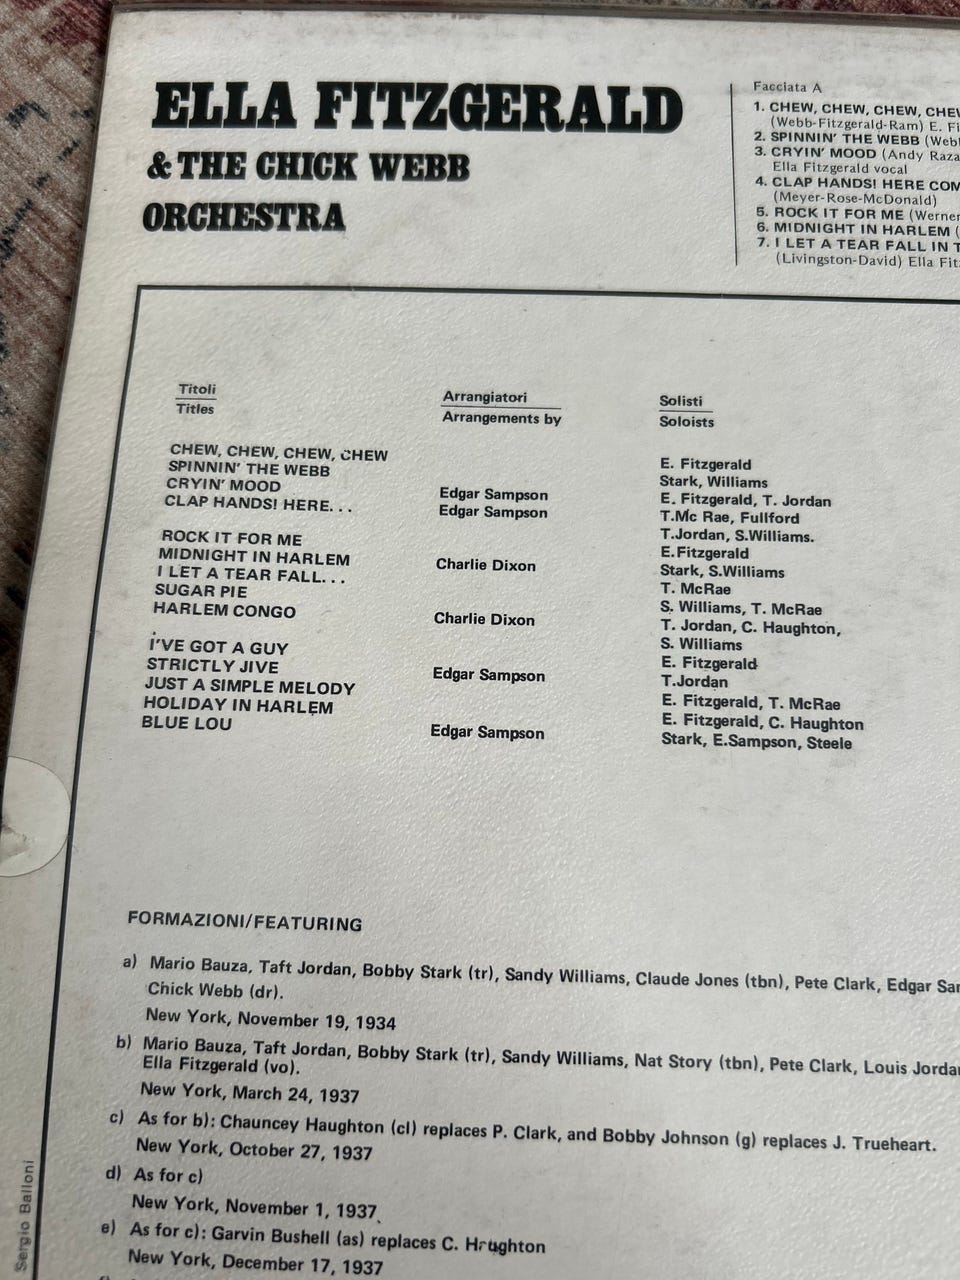 ELLA FITZGERALD
& THE CHICK WEBB
ORCHESTRA
Facciata A
1. CHEW, CHEW, CHEW,
(Webb-Fitzgerald-Ram) E.
2. SPINNIN' THE WEBB
3. CRYIN' MOOD (Andy
Ella Fitzgerald vocal
4. CLAP HANDS! HERE
(Meyer-Rose-McDonald)
5. ROCK IT FOR ME
6. MIDNIGHT IN HARLEM (
7. I LET A TEAR FALL IN
(Livingston-David) Ella
Titoli Arrangiatori Solisti
Titles Arrangements by Soloists
CHEW, CHEW, CHEW, CHEW
SPINNIN' THE WEBB
CRYIN' MOOD
CLAP HANDS! HERE. . .
ROCK IT FOR ME
MIDNIGHT IN HARLEM
I LET A TEAR FALL. . .
SUGAR PIE
HARLEM CONGO
I'VE GOT A GUY
STRICTLY JIVE
JUST A SIMPLE MELODY
HOLIDAY IN HARLEM
BLUE LOU
Edgar Sampson
Edgar Sampson
Charlie Dixon
Charlie Dixon
Edgar Sampson
Edgar Sampson
E. Fitzgerald
Stark, Williams
E. Fitzgerald, T. Jordan
T.Mc Rae, Fullford
T.Jordan, S.Williams.
E.Fitzgerald
Stark, S.Williams
T. McRae
S. Williams, T. McRae
T. Jordan, C. Haughton,
S. Williams
E. Fitzgerald
T.Jordan
E. Fitzgerald, T. McRae
E. Fitzgerald, C. Haughton
Stark, E.Sampson, Steele
FORMAZIONI/FEATURING
a) Mario Bauza, Taft Jordan, Bobby Stark (tr), Sandy Williams, Claude Jones (tbn), Pete Clark, Edgar
Chick Webb (dr).
New York, November 19, 1934
b) Mario Bauza, Taft Jordan, Bobby Stark (tr), Sandy Williams, Nat Story (tbn), Pete Clark, Louis
Ella Fitzgerald (vo).
New York, March 24, 1937
c) As for b): Chauncey Haughton (cl) replaces P. Clark, and Bobby Johnson (g) replaces J. Trueheart.
New York, October 27, 1937
d) As for c)
New York, November 1, 1937
e) As for c): Garvin Bushell (as) replaces C. Haughton
New York, December 17, 1937
Sergio Balloni